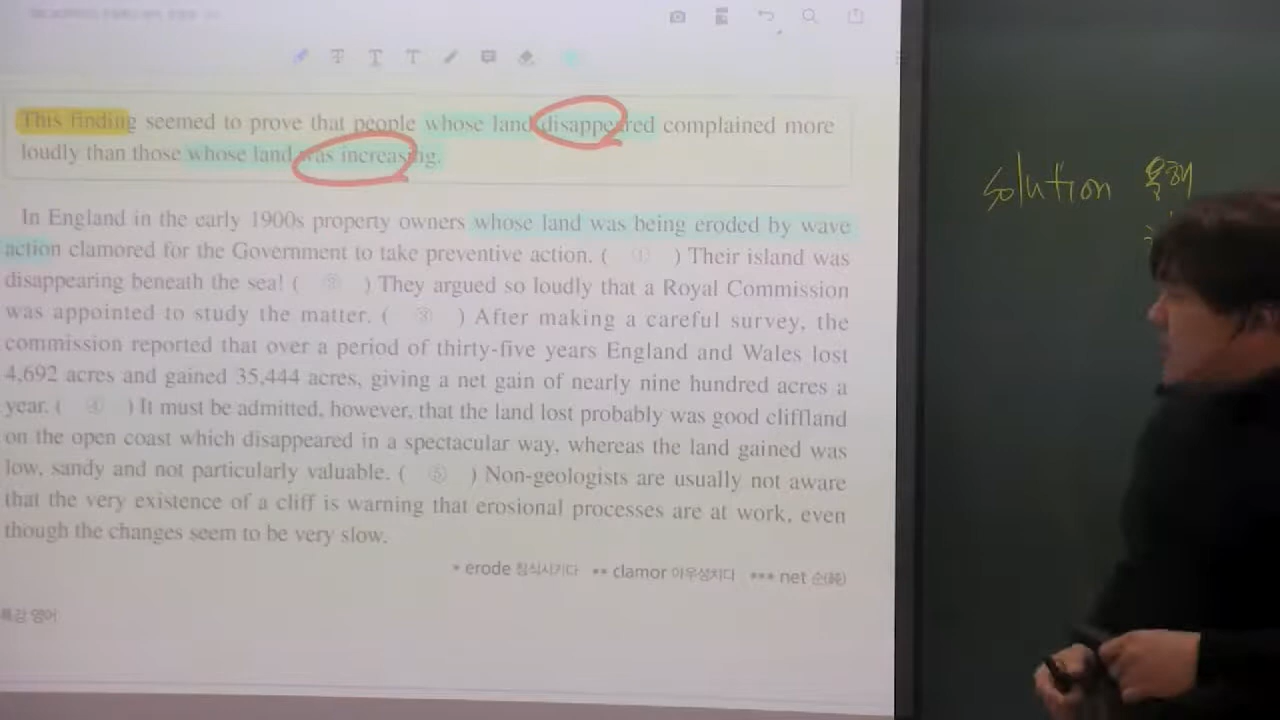 This finding seemed to prove that people whose land disappeared complained more
loudly than those whose land was increasing.
In England in the early 1900s property owners whose land was being eroded by wave
action clamored for the Government to take preventive action. ( ① ) Their island was
disappearing beneath the sea! ( ② ) They argued so loudly that a Royal Commission
was appointed to study the matter. ( ③ ) After making a careful survey, the
commission reported that over a period of thirty-five years England and Wales lost
4,692 acres and gained 35,444 acres, giving a net gain of nearly nine hundred acres a
year. ( ④ ) It must be admitted, however, that the land lost probably was good cliffland
on the open coast which disappeared in a spectacular way, whereas the land gained was
low, sandy and not particularly valuable. ( ⑤ ) Non-geologists are usually not aware
that the very existence of a cliff is warning that erosional processes are at work, even
though the changes seem to be very slow.
* erode 침식시키다 ** clamor 아우성치다 *** net 순(純)
특강 영어
solution